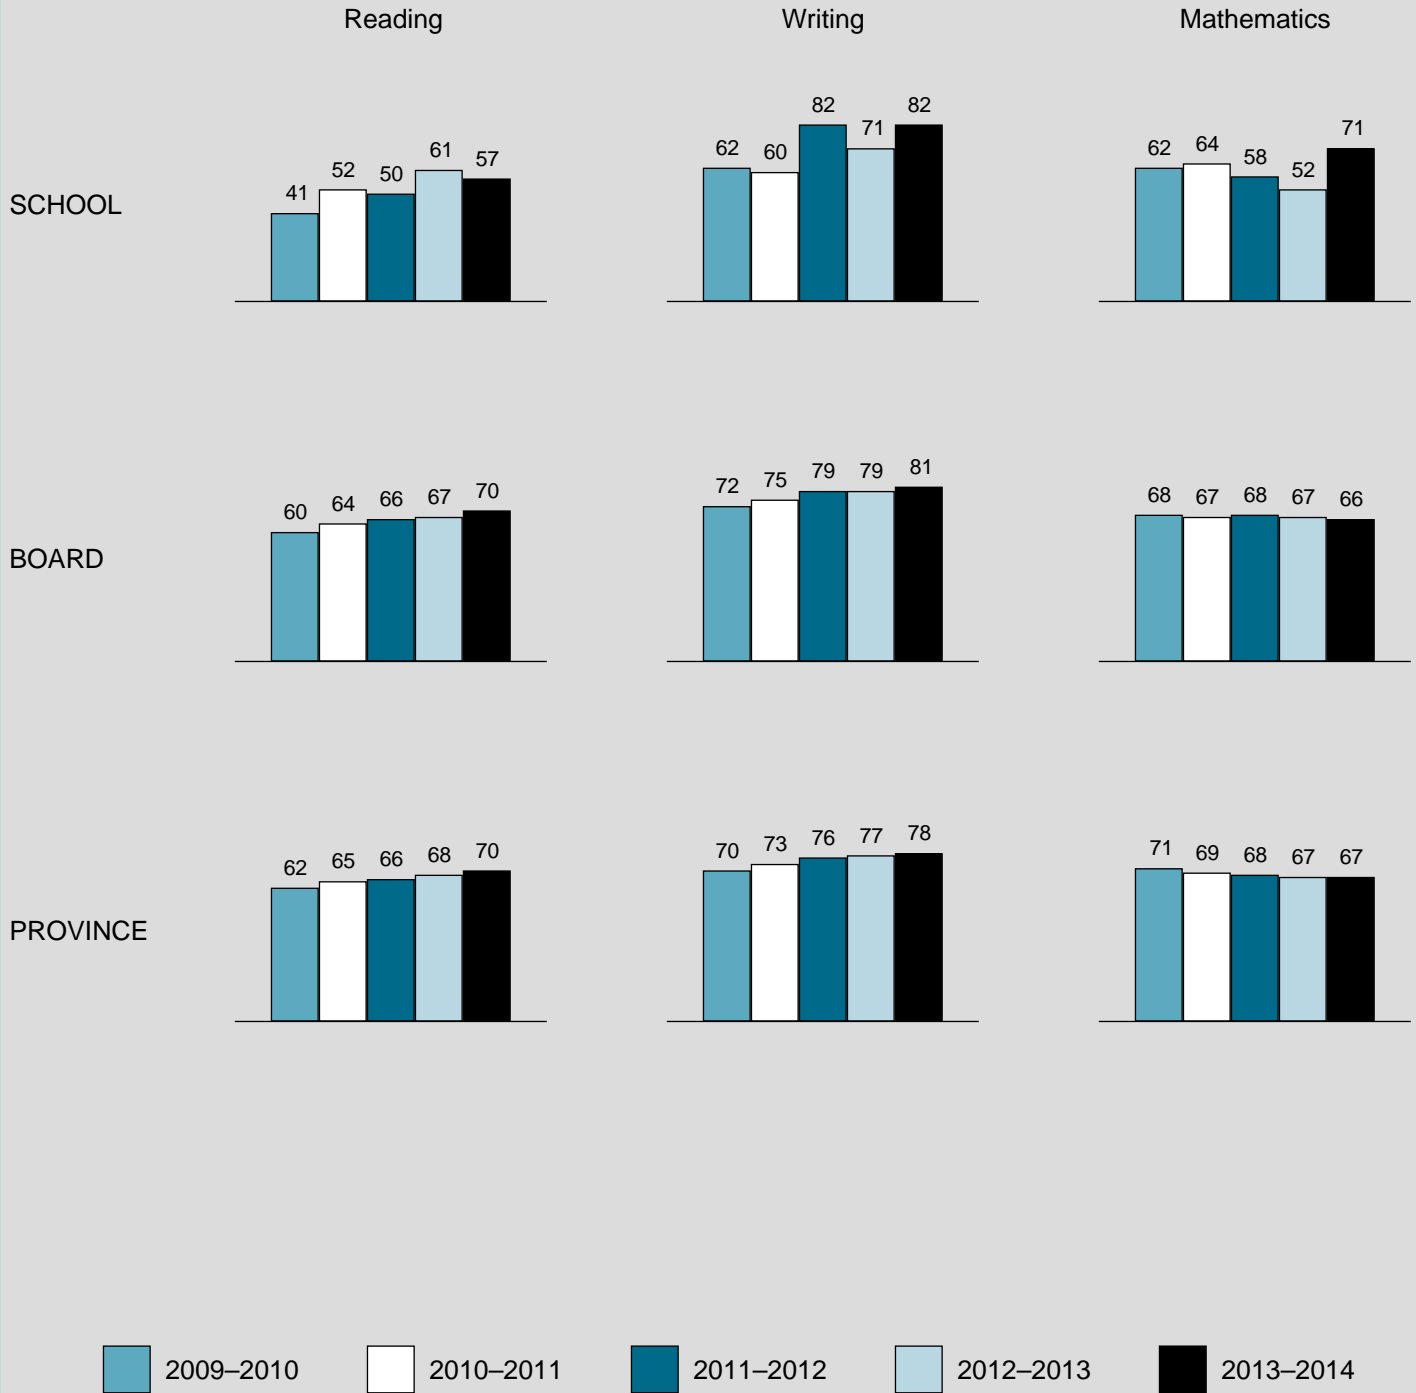 Reading Writing Mathematics
SCHOOL
41 52 50 61 57
62 60 82 71 82
62 64 58 52 71
BOARD
60 64 66 67 70
72 75 79 79 81
68 67 68 67 66
PROVINCE
62 65 66 68 70
70 73 76 77 78
71 69 68 67 67
2009–2010 2010–2011 2011–2012 2012–2013 2013–2014